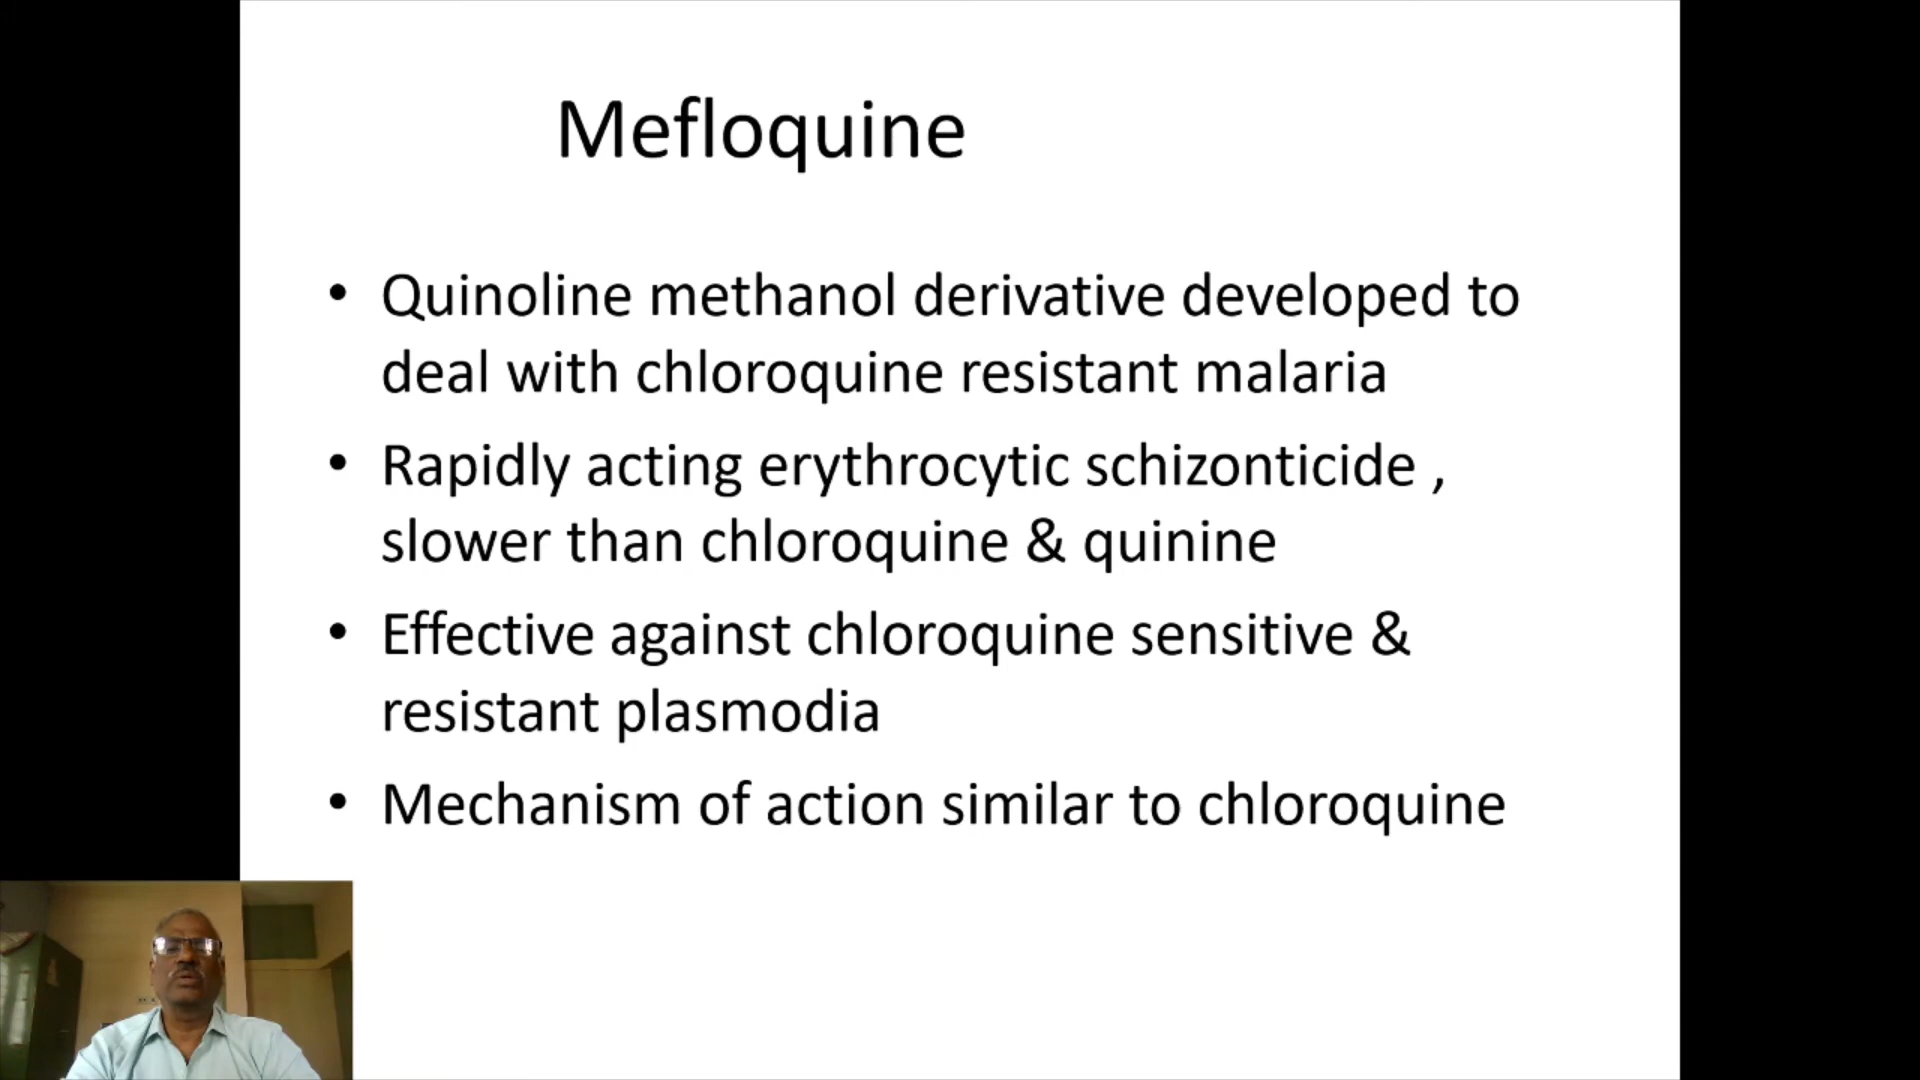 Mefloquine
• Quinoline methanol derivative developed to
deal with chloroquine resistant malaria
• Rapidly acting erythrocytic schizonticide ,
slower than chloroquine & quinine
• Effective against chloroquine sensitive &
resistant plasmodia
• Mechanism of action similar to chloroquine